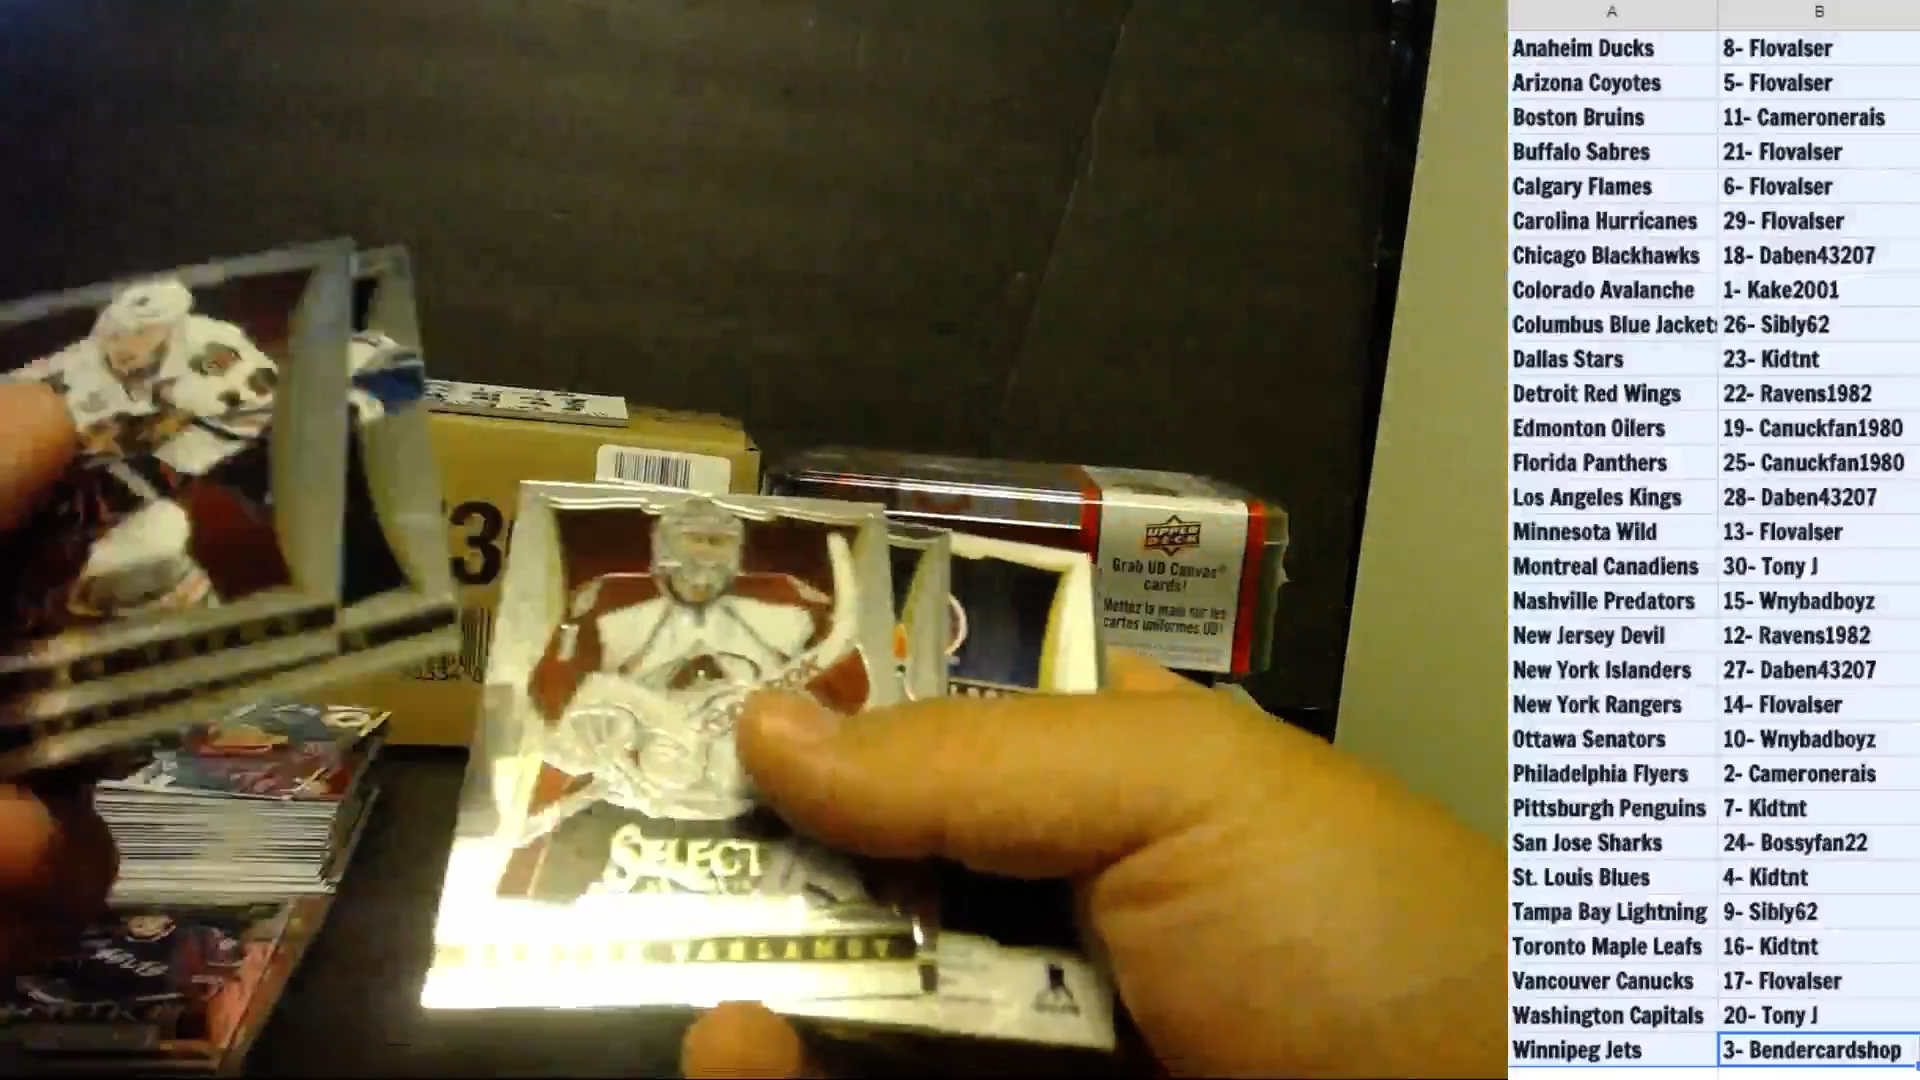 A B
Anaheim Ducks 8- Flovalser
Arizona Coyotes 5- Flovalser
Boston Bruins 11- Cameronerais
Buffalo Sabres 21- Flovalser
Calgary Flames 6- Flovalser
Carolina Hurricanes 29- Flovalser
Chicago Blackhawks 18- Daben43207
Colorado Avalanche 1- Kake2001
Columbus Blue Jacket 26- Sibly62
Dallas Stars 23- Kidtnt
Detroit Red Wings 22- Ravens1982
Edmonton Oilers 19- Canuckfan1980
Florida Panthers 25- Canuckfan1980
Los Angeles Kings 28- Daben43207
Minnesota Wild 13- Flovalser
Montreal Canadiens 30- Tony J
Nashville Predators 15- Wnybadboyz
New Jersey Devil 12- Ravens1982
New York Islanders 27- Daben43207
New York Rangers 14- Flovalser
Ottawa Senators 10- Wnybadboyz
Philadelphia Flyers 2- Cameronerais
Pittsburgh Penguins 7- Kidtnt
San Jose Sharks 24- Bossyfan22
St. Louis Blues 4- Kidtnt
Tampa Bay Lightning 9- Sibly62
Toronto Maple Leafs 16- Kidtnt
Vancouver Canucks 17- Flovalser
Washington Capitals 20- Tony J
Winnipeg Jets 3- Bendercardshop
UPPER DECK
Grab UD Canvas®
cards!
Mettez la main sur les
cartes uniformes UD!
3
SELECT
VARLAMOV